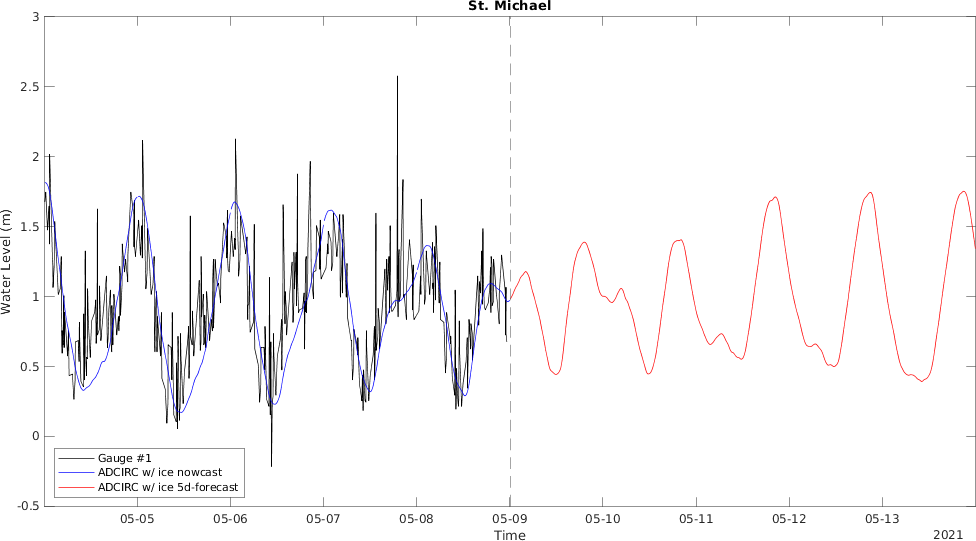 St. Michael
3
2.5
2
1.5
1
0.5
0
-0.5
Water Level (m)
Gauge #1
ADCIRC w/ ice nowcast
ADCIRC w/ ice 5d-forecast
05-05 05-06 05-07 05-08 05-09 05-10 05-11 05-12 05-13
Time
2021